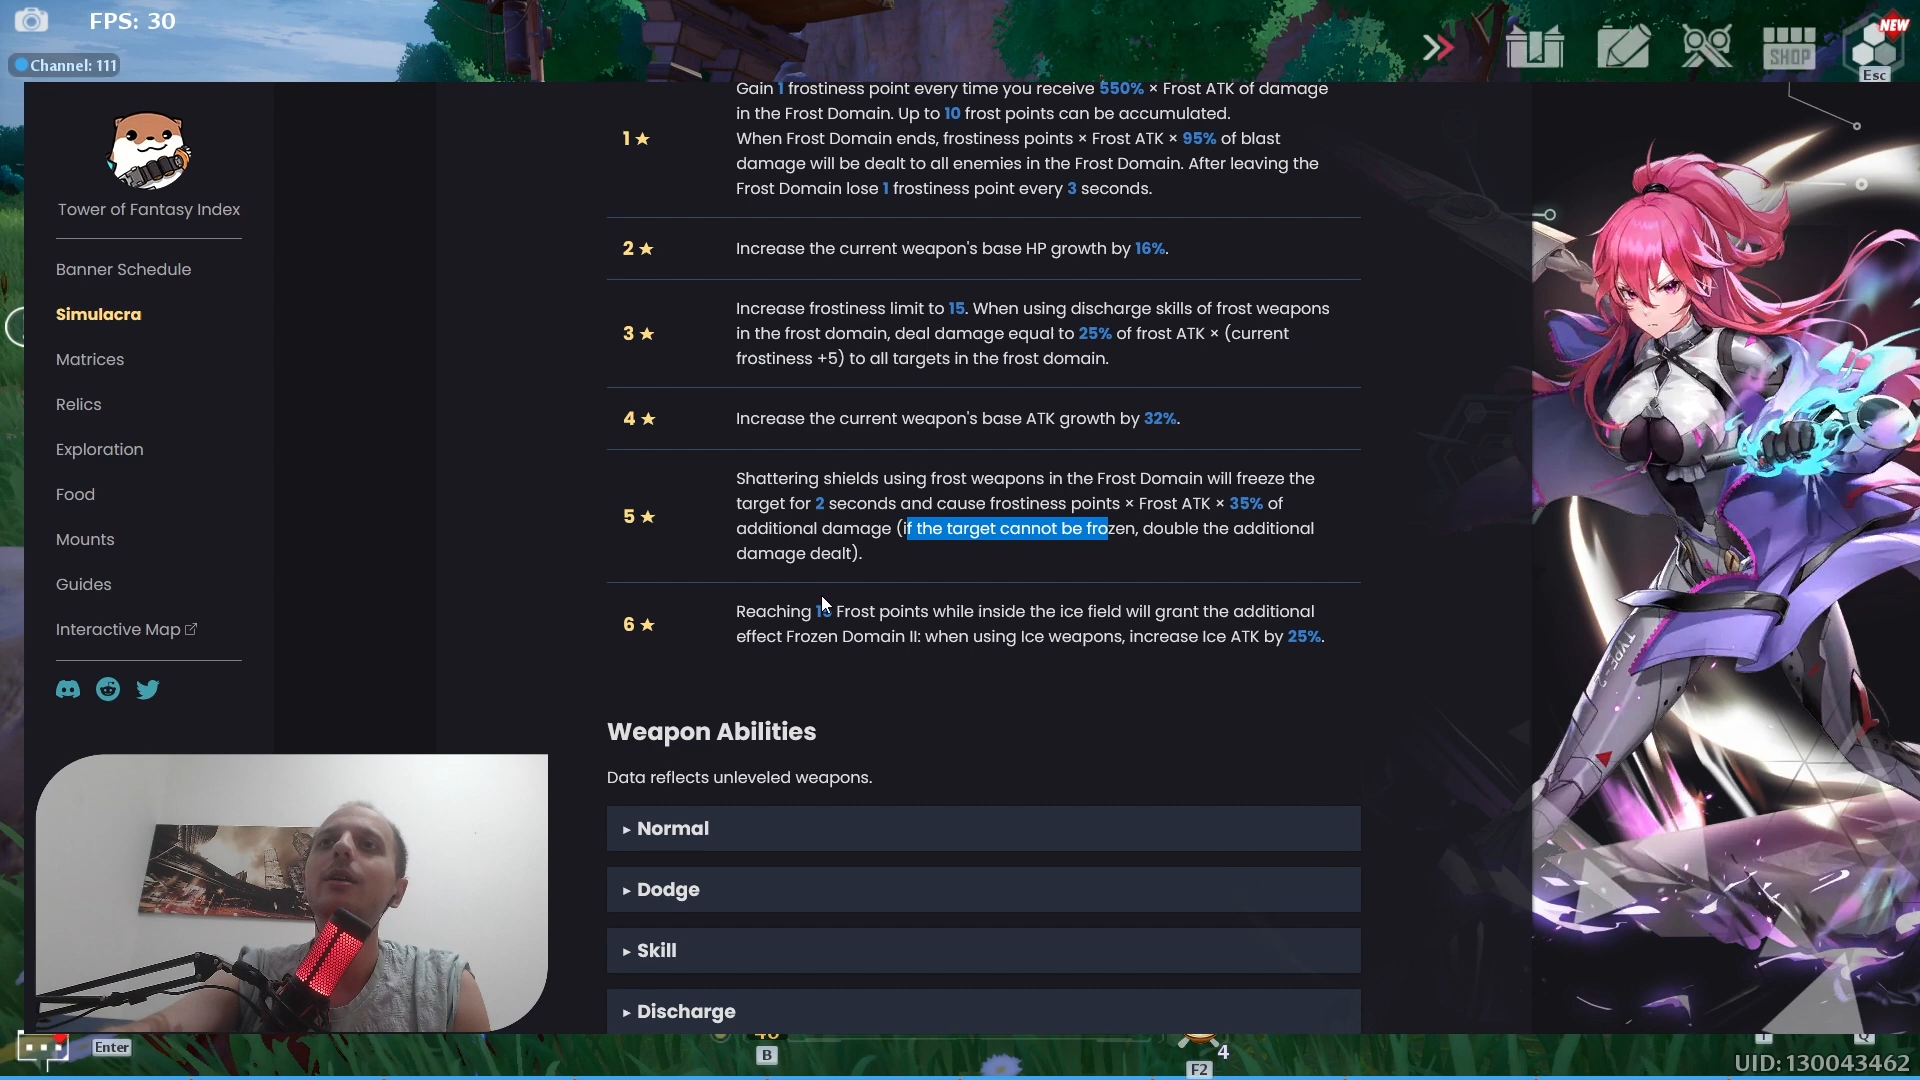 FPS: 30
Channel: 111
SHOP
NEW
Esc
Tower of Fantasy Index
Banner Schedule
Simulacra
Matrices
Relics
Exploration
Food
Mounts
Guides
Interactive Map
1 ★
Gain 1 frostiness point every time you receive 550% × Frost ATK of damage
in the Frost Domain. Up to 10 frost points can be accumulated.
When Frost Domain ends, frostiness points × Frost ATK × 95% of blast
damage will be dealt to all enemies in the Frost Domain. After leaving the
Frost Domain lose 1 frostiness point every 3 seconds.
2 ★
Increase the current weapon's base HP growth by 16%.
3 ★
Increase frostiness limit to 15. When using discharge skills of frost weapons
in the frost domain, deal damage equal to 25% of frost ATK × (current
frostiness +5) to all targets in the frost domain.
4 ★
Increase the current weapon's base ATK growth by 32%.
5 ★
Shattering shields using frost weapons in the Frost Domain will freeze the
target for 2 seconds and cause frostiness points × Frost ATK × 35% of
additional damage (if the target cannot be frozen, double the additional
damage dealt).
6 ★
Reaching Frost points while inside the ice field will grant the additional
effect Frozen Domain II: when using Ice weapons, increase Ice ATK by 25%.
Weapon Abilities
Data reflects unleveled weapons.
▸ Normal
▸ Dodge
▸ Skill
▸ Discharge
TYPE-2
Enter
B
4
F2
UID:130043462